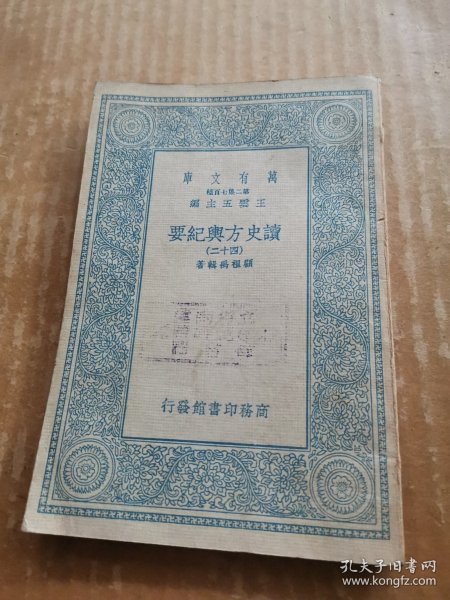 萬有文庫
第二集七百種
王雲五主編
讀史方輿紀要
(二十四)
顧祖禹輯著
商務印書館發行
孔夫子旧书网
www.kongfz.com